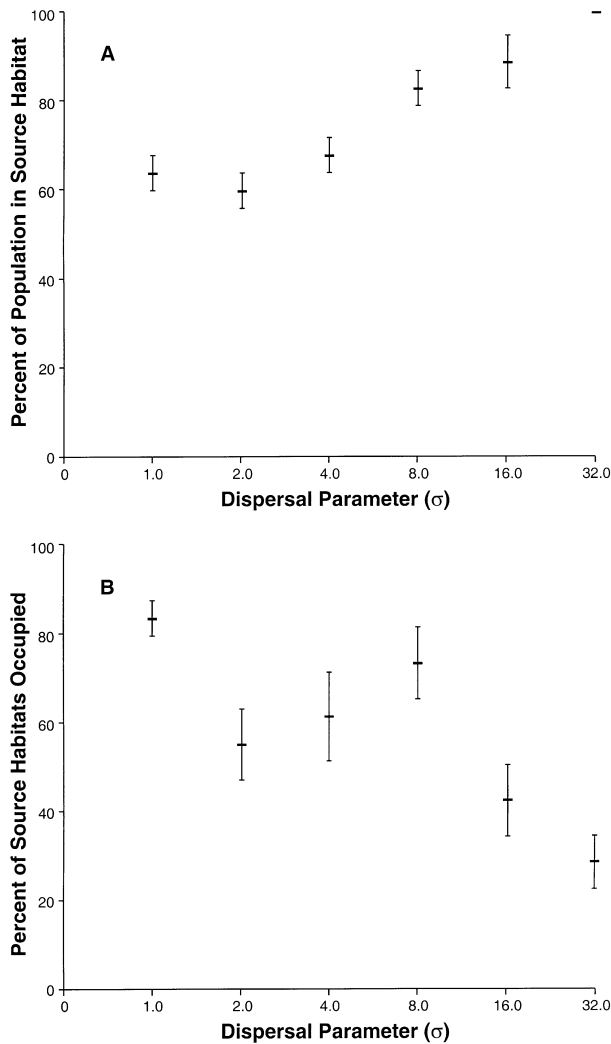 100
A
80
60
40
20
0
Percent of Population in Source Habitat
0 1.0 2.0 4.0 8.0 16.0 32.0
Dispersal Parameter (σ)
100
B
80
60
40
20
0
Percent of Source Habitats Occupied
0 1.0 2.0 4.0 8.0 16.0 32.0
Dispersal Parameter (σ)